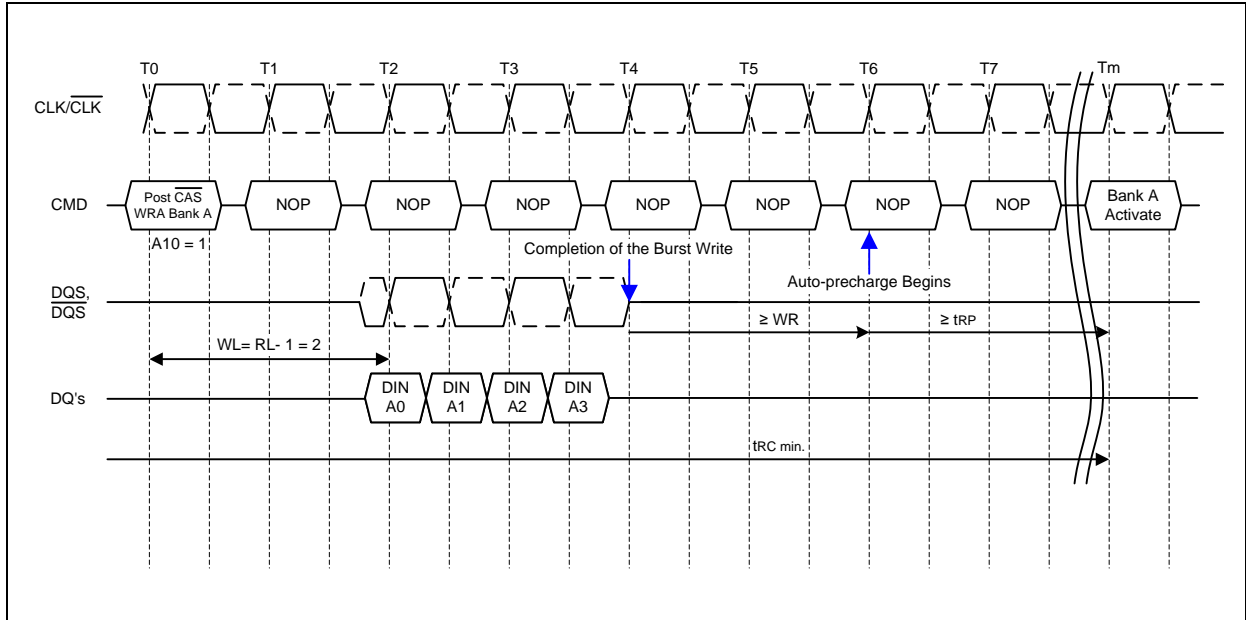 T0 T1 T2 T3 T4 T5 T6 T7 Tm
CLK/CLK
CMD
Post CAS
WRA Bank A
NOP NOP NOP NOP NOP NOP NOP
Bank A
Activate
A10 = 1
Completion of the Burst Write
Auto-precharge Begins
DQS,
DQS
≥ WR
≥ tRP
WL= RL- 1 = 2
DQ's
DIN
A0
DIN
A1
DIN
A2
DIN
A3
tRC min.